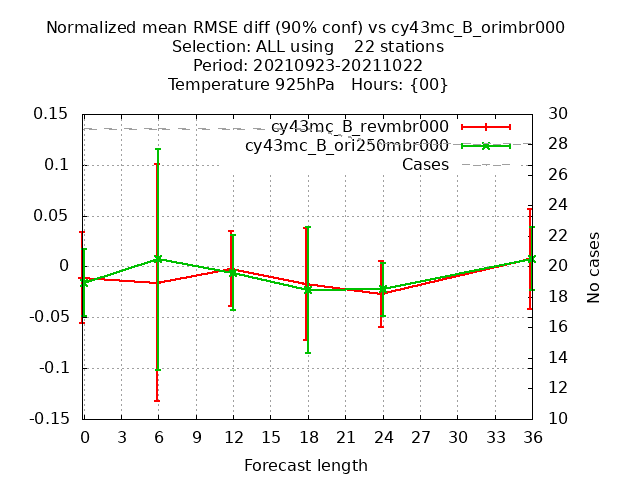 Normalized mean RMSE diff (90% conf) vs cy43mc_B_orimbr000
Selection: ALL using    22 stations
Period: 20210923-20211022
Temperature 925hPa   Hours: {00}
cy43mc_B_revmbr000
cy43mc_B_ori250mbr000
Cases
0.15
0.1
0.05
0
-0.05
-0.1
-0.15
30
28
26
24
22
20
18
16
14
12
10
No cases
0 3 6 9 12 15 18 21 24 27 30 33 36
Forecast length